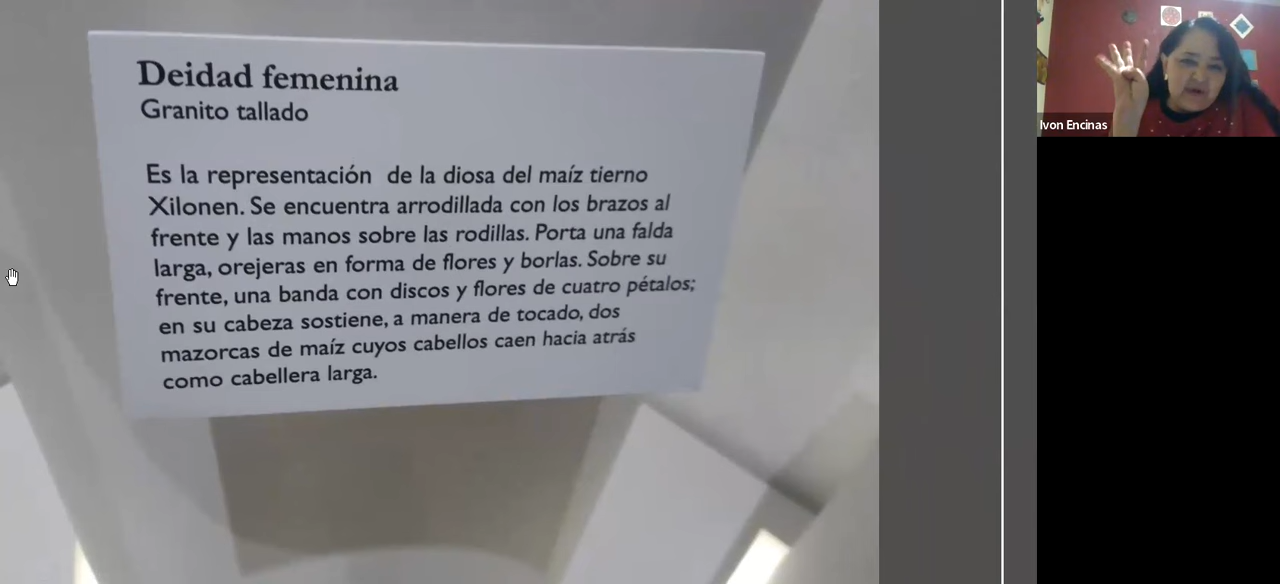 Deidad femenina
Granito tallado
Es la representación de la diosa del maíz tierno
Xilonen. Se encuentra arrodillada con los brazos al
frente y las manos sobre las rodillas. Porta una falda
larga, orejeras en forma de flores y borlas. Sobre su
frente, una banda con discos y flores de cuatro pétalos;
en su cabeza sostiene, a manera de tocado, dos
mazorcas de maíz cuyos cabellos caen hacia atrás
como cabellera larga.
Ivon Encinas